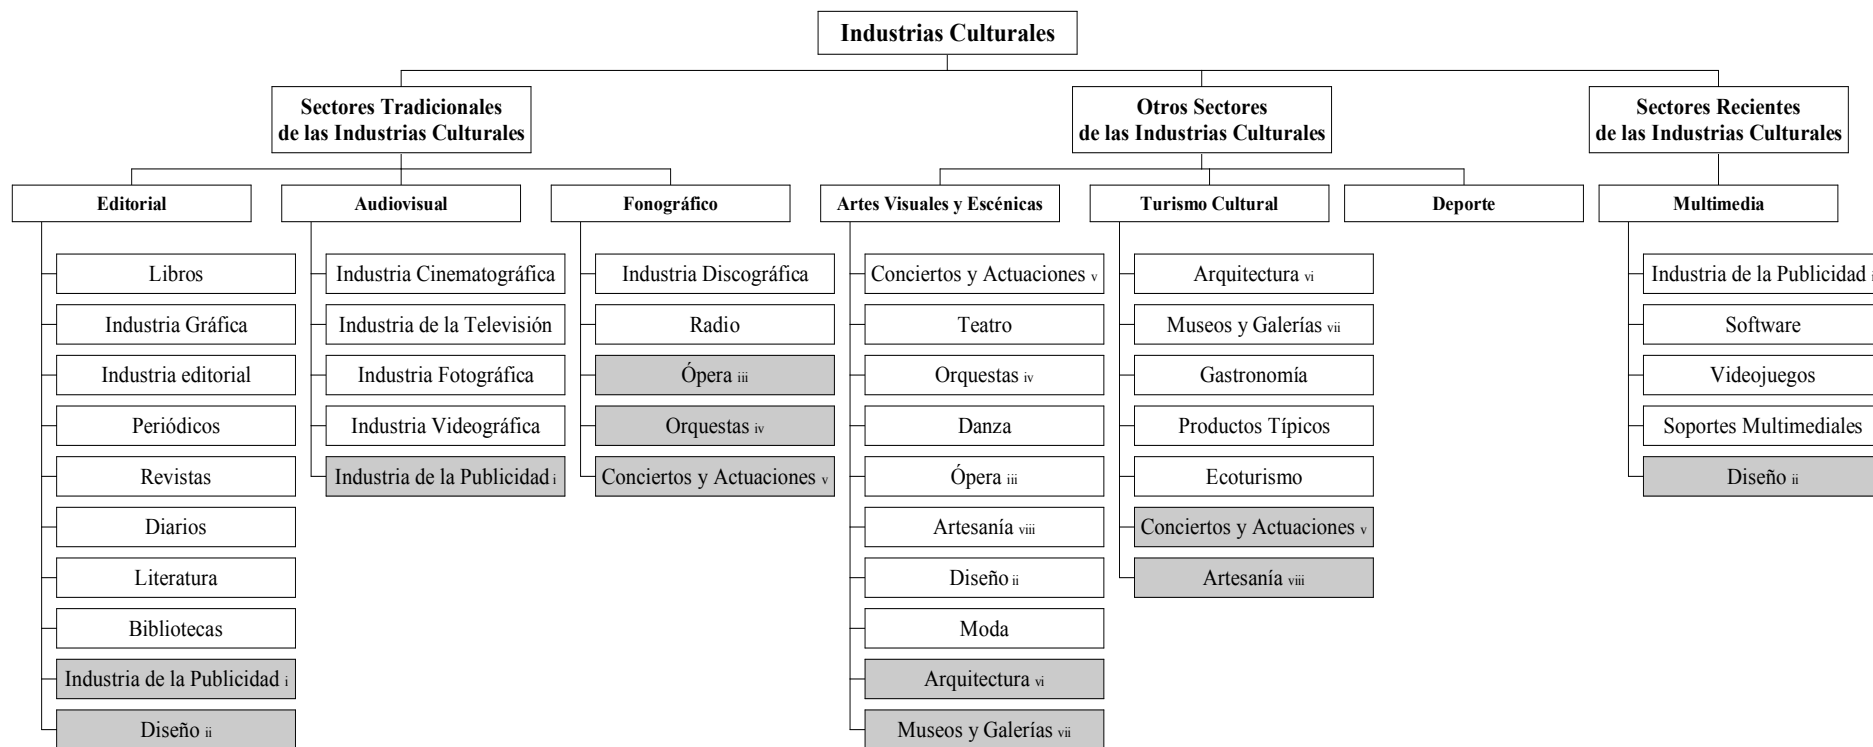 Industrias Culturales
Sectores Tradicionales
de las Industrias Culturales
Otros Sectores
de las Industrias Culturales
Sectores Recientes
de las Industrias Culturales
Editorial
Audiovisual
Fonográfico
Artes Visuales y Escénicas
Turismo Cultural
Deporte
Multimedia
Libros
Industria Gráfica
Industria editorial
Periódicos
Revistas
Diarios
Literatura
Bibliotecas
Industria de la Publicidad i
Diseño ii
Industria Cinematográfica
Industria de la Televisión
Industria Fotográfica
Industria Videográfica
Industria de la Publicidad i
Industria Discográfica
Radio
Ópera iii
Orquestas iv
Conciertos y Actuaciones v
Conciertos y Actuaciones v
Teatro
Orquestas iv
Danza
Ópera iii
Artesanía viii
Diseño ii
Moda
Arquitectura vi
Museos y Galerías vii
Arquitectura vi
Museos y Galerías vii
Gastronomía
Productos Típicos
Ecoturismo
Conciertos y Actuaciones v
Artesanía viii
Industria de la Publicidad i
Software
Videojuegos
Soportes Multimediales
Diseño ii